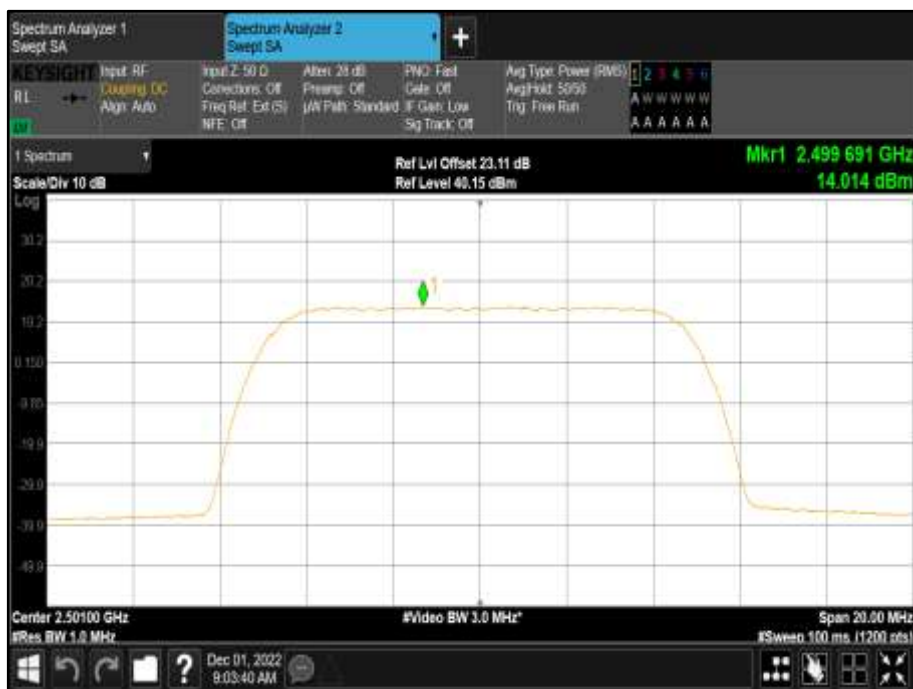 Spectrum Analyzer 1
Swept SA
Spectrum Analyzer 2
Swept SA
+
KEYSIGHT
RL
Input: RF
Coupling: DC
Align: Auto
Input Z: 50 Ω
Corrections: Off
Freq Ref: Ext (S)
NFE: Off
Atten: 28 dB
Preamp: Off
µW Path: Standard
PNO: Fast
Gate: Off
IF Gain: Low
Sig Track: Off
Avg Type: Power (RMS)
Avg|Hold: 50/50
Trig: Free Run
1 2 3 4 5 6
A W W W W W
A A A A A A
1 Spectrum
Scale/Div 10 dB
Ref Lvl Offset 23.11 dB
Ref Level 40.15 dBm
Mkr1 2.499 691 GHz
14.014 dBm
Log
30.2
20.2
10.2
0.150
-9.85
-19.9
-29.9
-39.9
-49.9
1
Center 2.50100 GHz
#Res BW 1.0 MHz
#Video BW 3.0 MHz*
Span 20.00 MHz
#Sweep 100 ms (1200 pts)
?
Dec 01, 2022
9:03:40 AM